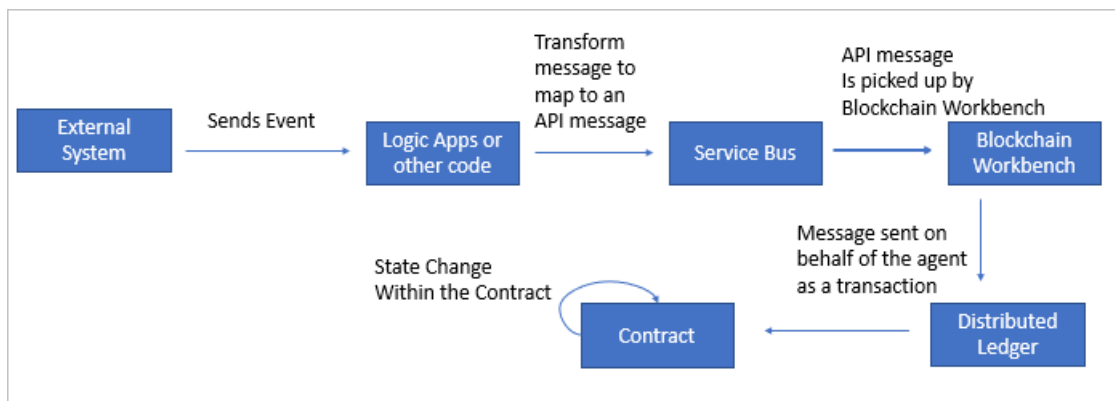 External
System
Sends Event
Logic Apps or
other code
Transform
message to
map to an
API message
Service Bus
API message
Is picked up by
Blockchain Workbench
Blockchain
Workbench
Message sent on
behalf of the agent
as a transaction
Distributed
Ledger
Contract
State Change
Within the Contract